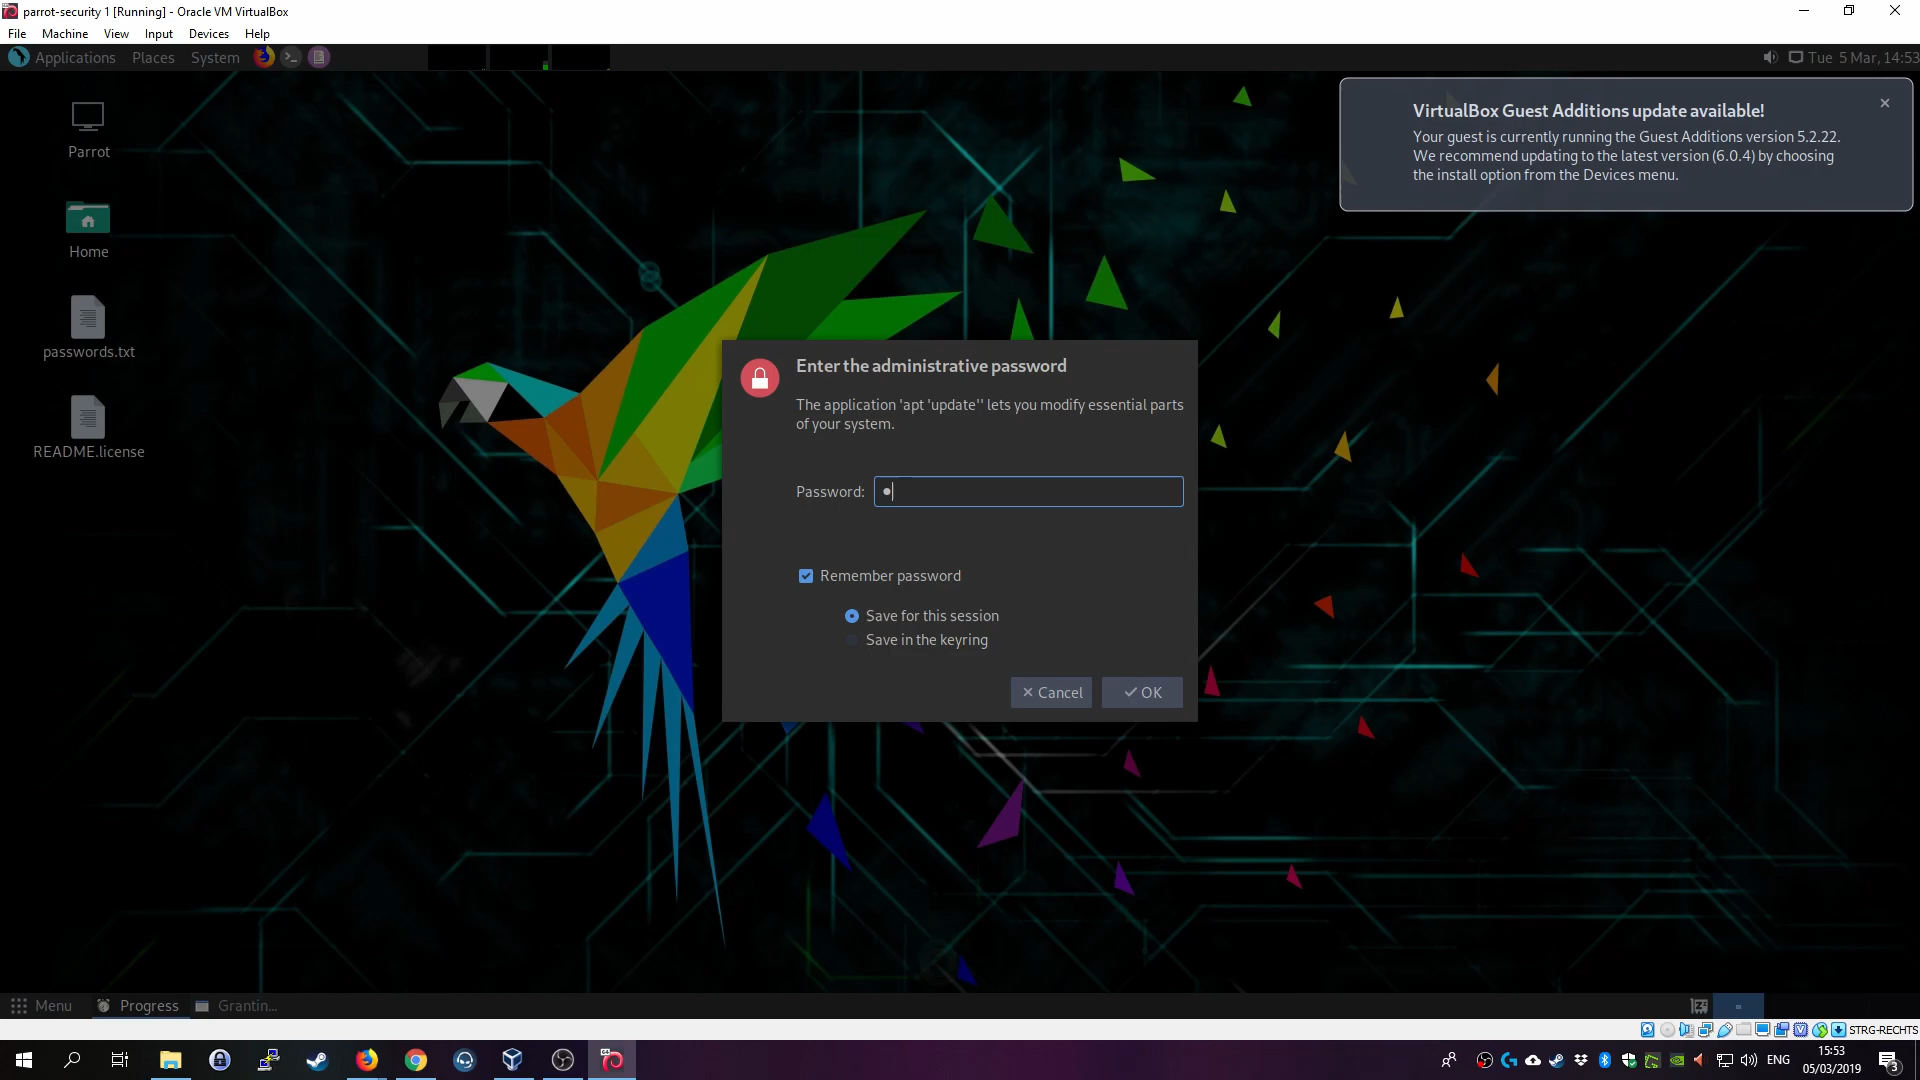 parrot-security 1 [Running] - Oracle VM VirtualBox
File Machine View Input Devices Help
Applications Places System
Tue 5 Mar, 14:53
VirtualBox Guest Additions update available!
Your guest is currently running the Guest Additions version 5.2.22.
We recommend updating to the latest version (6.0.4) by choosing
the install option from the Devices menu.
Parrot
Home
passwords.txt
README.license
Enter the administrative password
The application 'apt 'update'' lets you modify essential parts
of your system.
Password:
Remember password
Save for this session
Save in the keyring
Cancel OK
Menu Progress Grantin...
STRG-RECHTS
ENG
15:53
05/03/2019
3